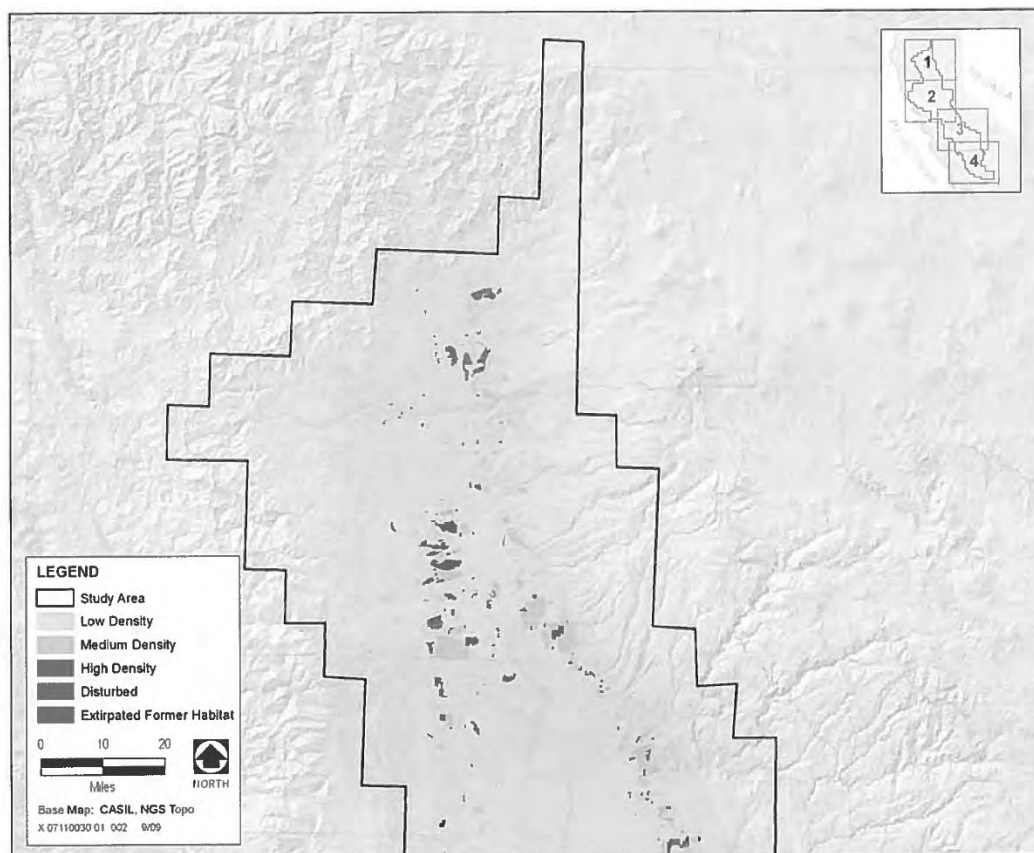 1
2
3
4
LEGEND
Study Area
Low Density
Medium Density
High Density
Disturbed
Extirpated Former Habitat
0 10 20
Miles
NORTH
Base Map: CASIL, NGS Topo
X 07110030 01 002 9/09